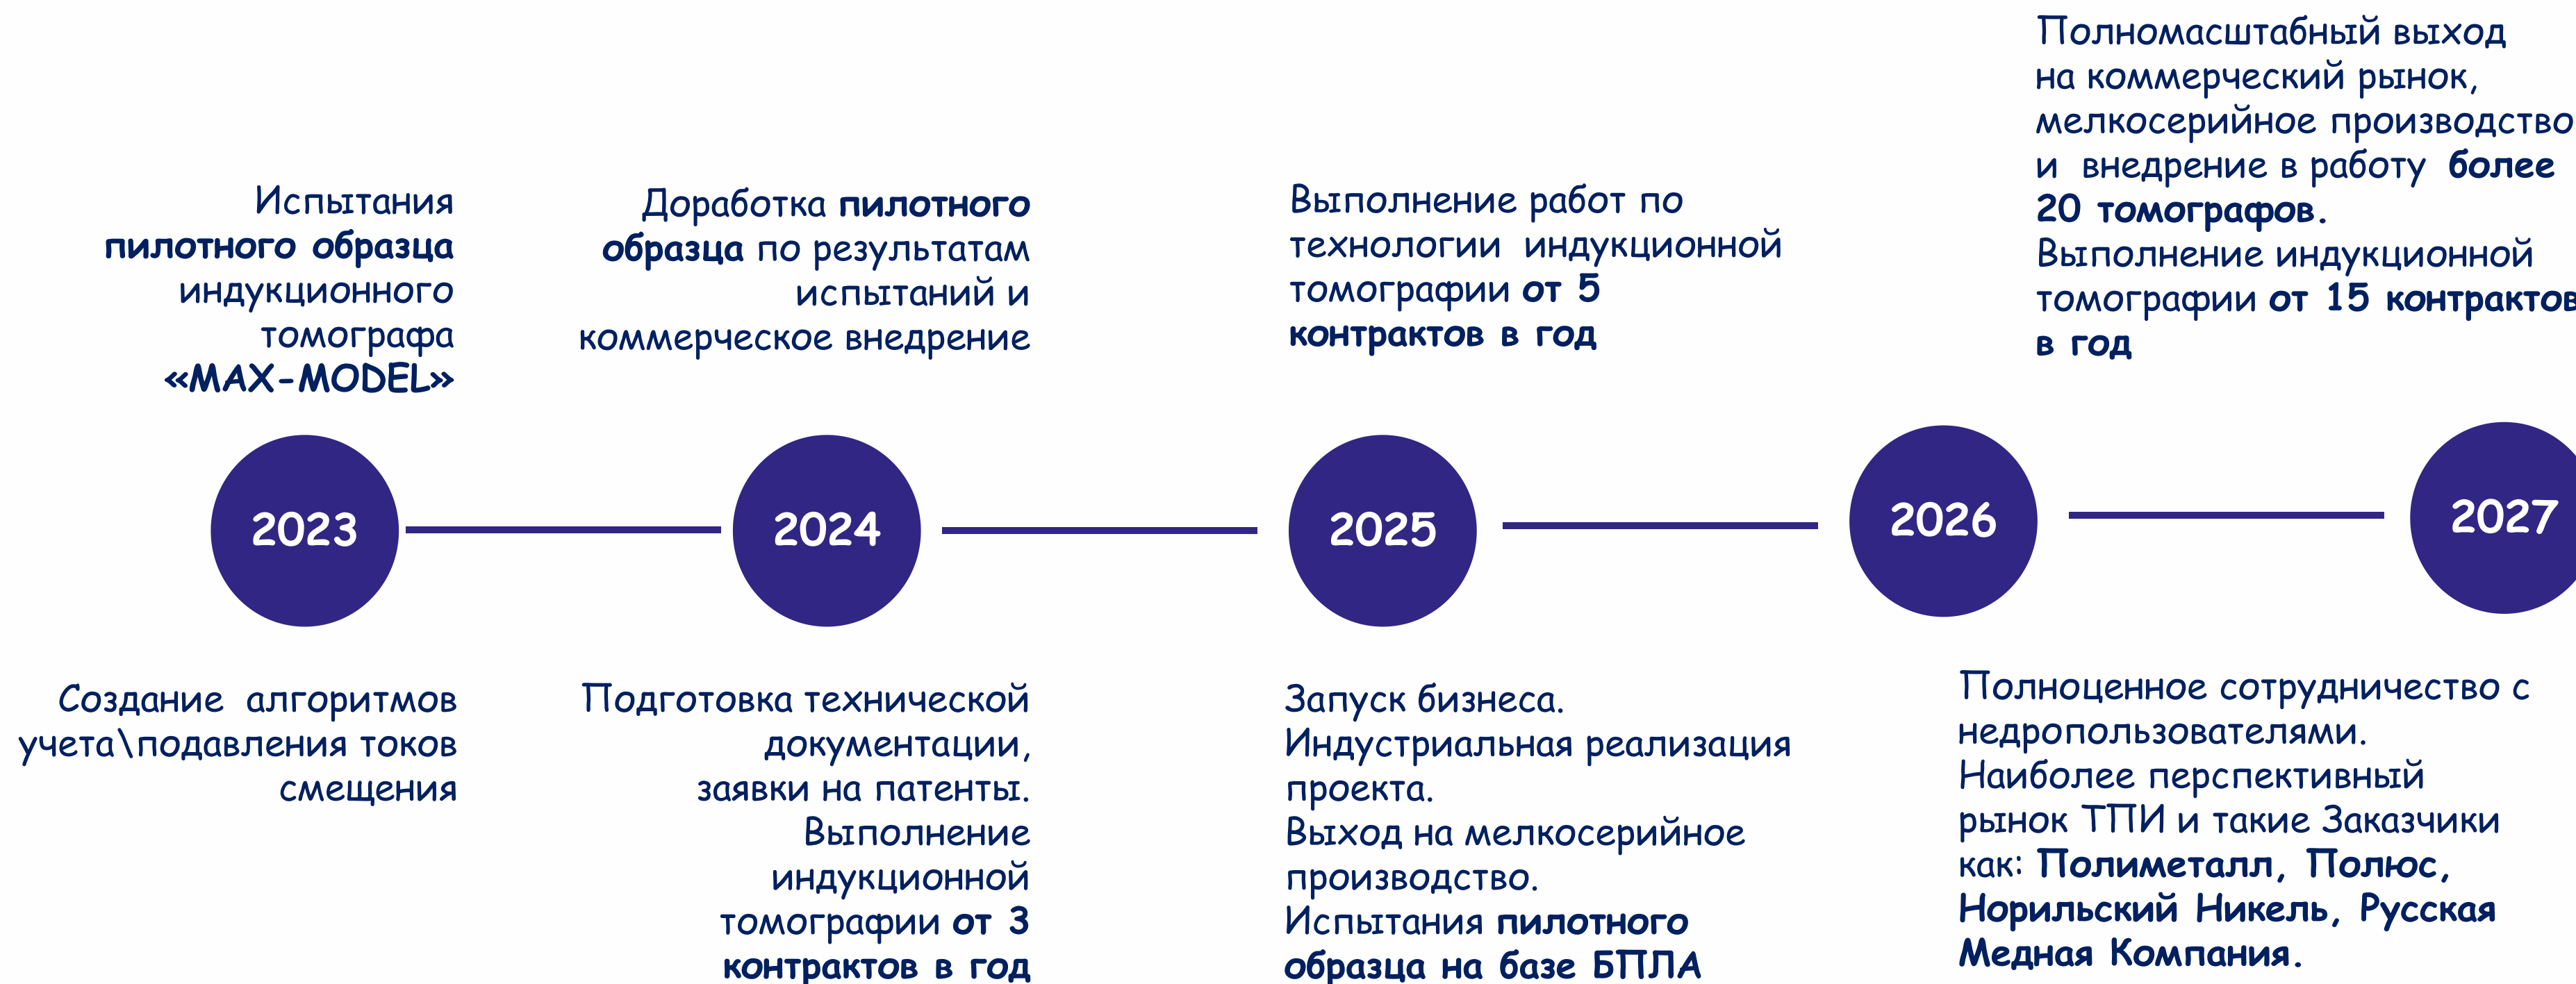 Испытания
пилотного образца
индукционного
томографа
«MAX-MODEL»
Доработка пилотного
образца по результатам
испытаний и
коммерческое внедрение
Выполнение работ по
технологии индукционной
томографии от 5
контрактов в год
Полномасштабный выход
на коммерческий рынок,
мелкосерийное производство
и внедрение в работу более
20 томографов.
Выполнение индукционной
томографии от 15 контрактов
в год
2023
2024
2025
2026
2027
Создание алгоритмов
учета\подавления токов
смещения
Подготовка технической
документации,
заявки на патенты.
Выполнение
индукционной
томографии от 3
контрактов в год
Запуск бизнеса.
Индустриальная реализация
проекта.
Выход на мелкосерийное
производство.
Испытания пилотного
образца на базе БПЛА
Полноценное сотрудничество с
недропользователями.
Наиболее перспективный
рынок ТПИ и такие Заказчики
как: Полиметалл, Полюс,
Норильский Никель, Русская
Медная Компания.